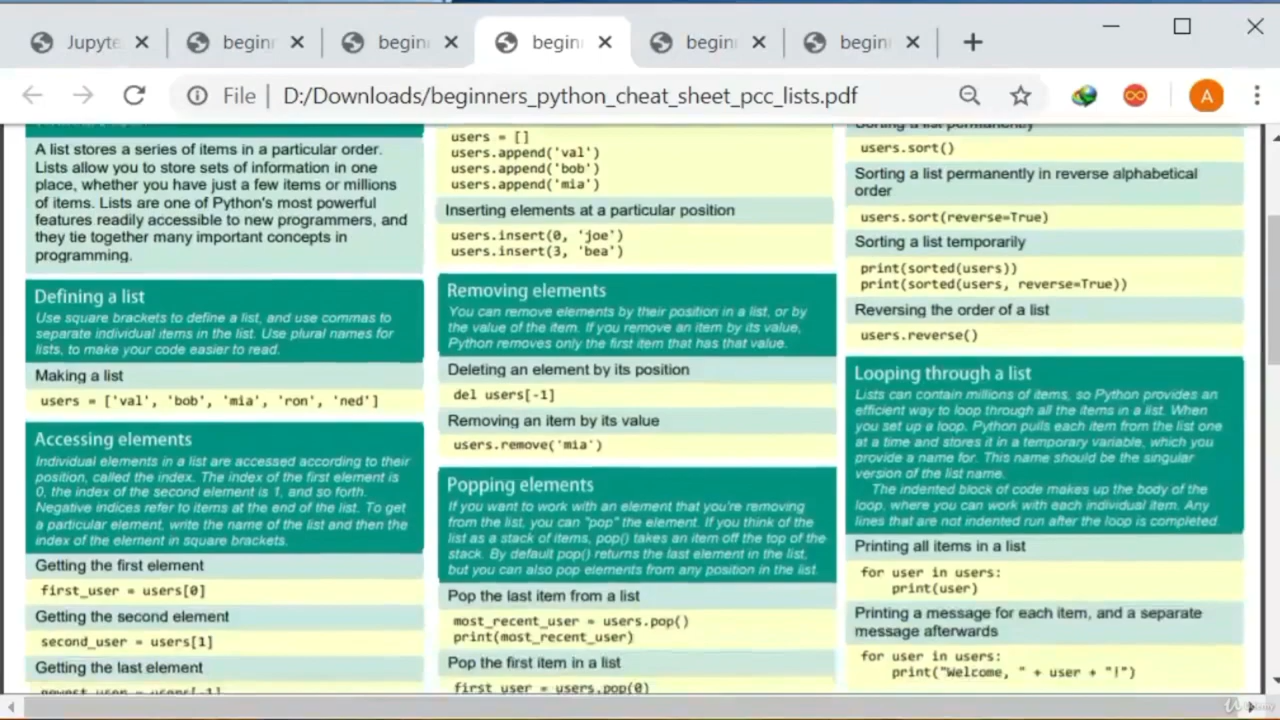 Jupyte
begin
begin
begin
begin
begin
File
D:/Downloads/beginners_python_cheat_sheet_pcc_lists.pdf
A
A list stores a series of items in a particular order.
Lists allow you to store sets of information in one
place, whether you have just a few items or millions
of items. Lists are one of Python's most powerful
features readily accessible to new programmers, and
they tie together many important concepts in
programming.
Defining a list
Use square brackets to define a list, and use commas to
separate individual items in the list. Use plural names for
lists, to make your code easier to read.
Making a list
users = ['val', 'bob', 'mia', 'ron', 'ned']
Accessing elements
Individual elements in a list are accessed according to their
position, called the index. The index of the first element is
0, the index of the second element is 1, and so forth.
Negative indices refer to items at the end of the list. To get
a particular element, write the name of the list and then the
index of the element in square brackets.
Getting the first element
first_user = users[0]
Getting the second element
second_user = users[1]
Getting the last element
newest_user = users[-1]
users = []
users.append('val')
users.append('bob')
users.append('mia')
Inserting elements at a particular position
users.insert(0, 'joe')
users.insert(3, 'bea')
Removing elements
You can remove elements by their position in a list, or by
the value of the item. If you remove an item by its value,
Python removes only the first item that has that value.
Deleting an element by its position
del users[-1]
Removing an item by its value
users.remove('mia')
Popping elements
If you want to work with an element that you're removing
from the list, you can "pop" the element. If you think of the
list as a stack of items, pop() takes an item off the top of the
stack. By default pop() returns the last element in the list,
but you can also pop elements from any position in the list.
Pop the last item from a list
most_recent_user = users.pop()
print(most_recent_user)
Pop the first item in a list
first_user = users.pop(0)
Sorting a list permanently
users.sort()
Sorting a list permanently in reverse alphabetical
order
users.sort(reverse=True)
Sorting a list temporarily
print(sorted(users))
print(sorted(users, reverse=True))
Reversing the order of a list
users.reverse()
Looping through a list
Lists can contain millions of items, so Python provides an
efficient way to loop through all the items in a list. When
you set up a loop, Python pulls each item from the list one
at a time and stores it in a temporary variable, which you
provide a name for. This name should be the singular
version of the list name.
The indented block of code makes up the body of the
loop, where you can work with each individual item. Any
lines that are not indented run after the loop is completed.
Printing all items in a list
for user in users:
print(user)
Printing a message for each item, and a separate
message afterwards
for user in users:
print("Welcome, " + user + "!")
Udemy